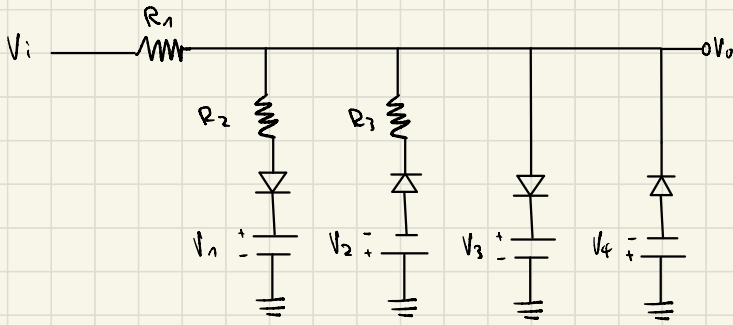 R1
Vi
Vo
R2
R3
V1 + -
V2 - +
V3 + -
V4 - +